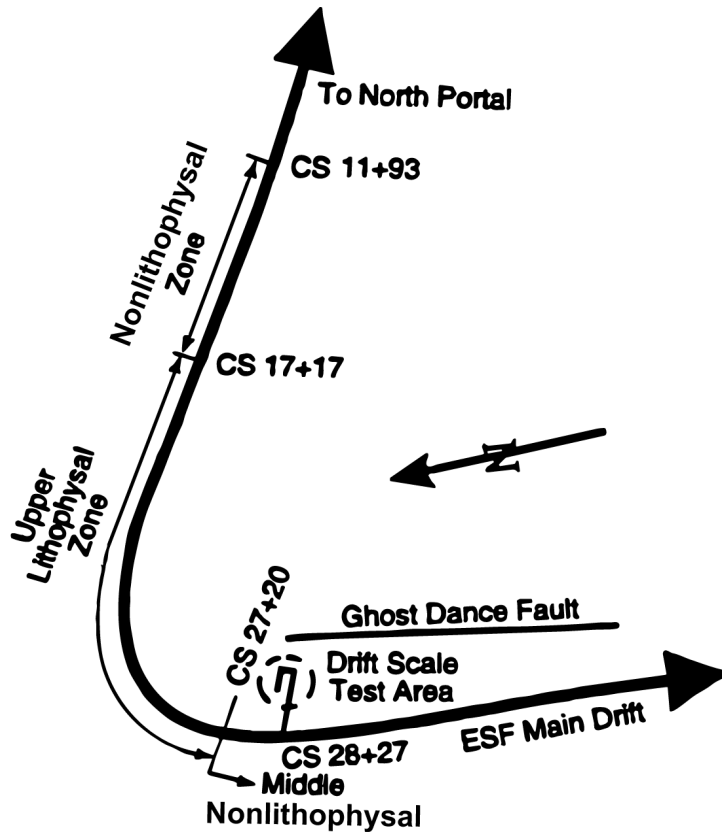 To North Portal
CS 11+93
Nonlithophysal
Zone
CS 17+17
N
Upper
Lithophysal
Zone
CS 27+20
Ghost Dance Fault
Drift Scale
Test Area
ESF Main Drift
CS 28+27
Middle
Nonlithophysal